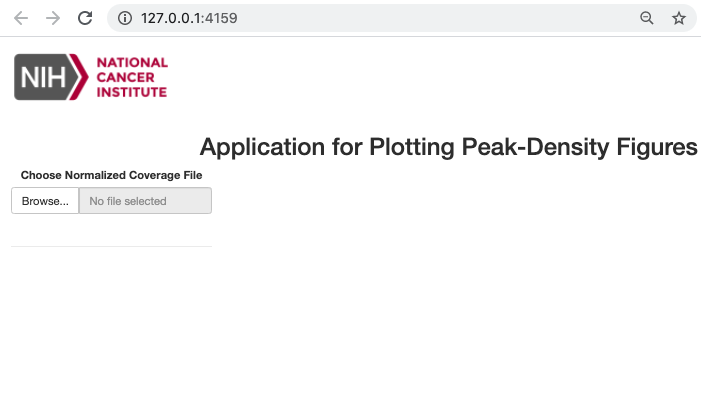 127.0.0.1:4159
NIH
NATIONAL
CANCER
INSTITUTE
Application for Plotting Peak-Density Figures
Choose Normalized Coverage File
Browse... No file selected